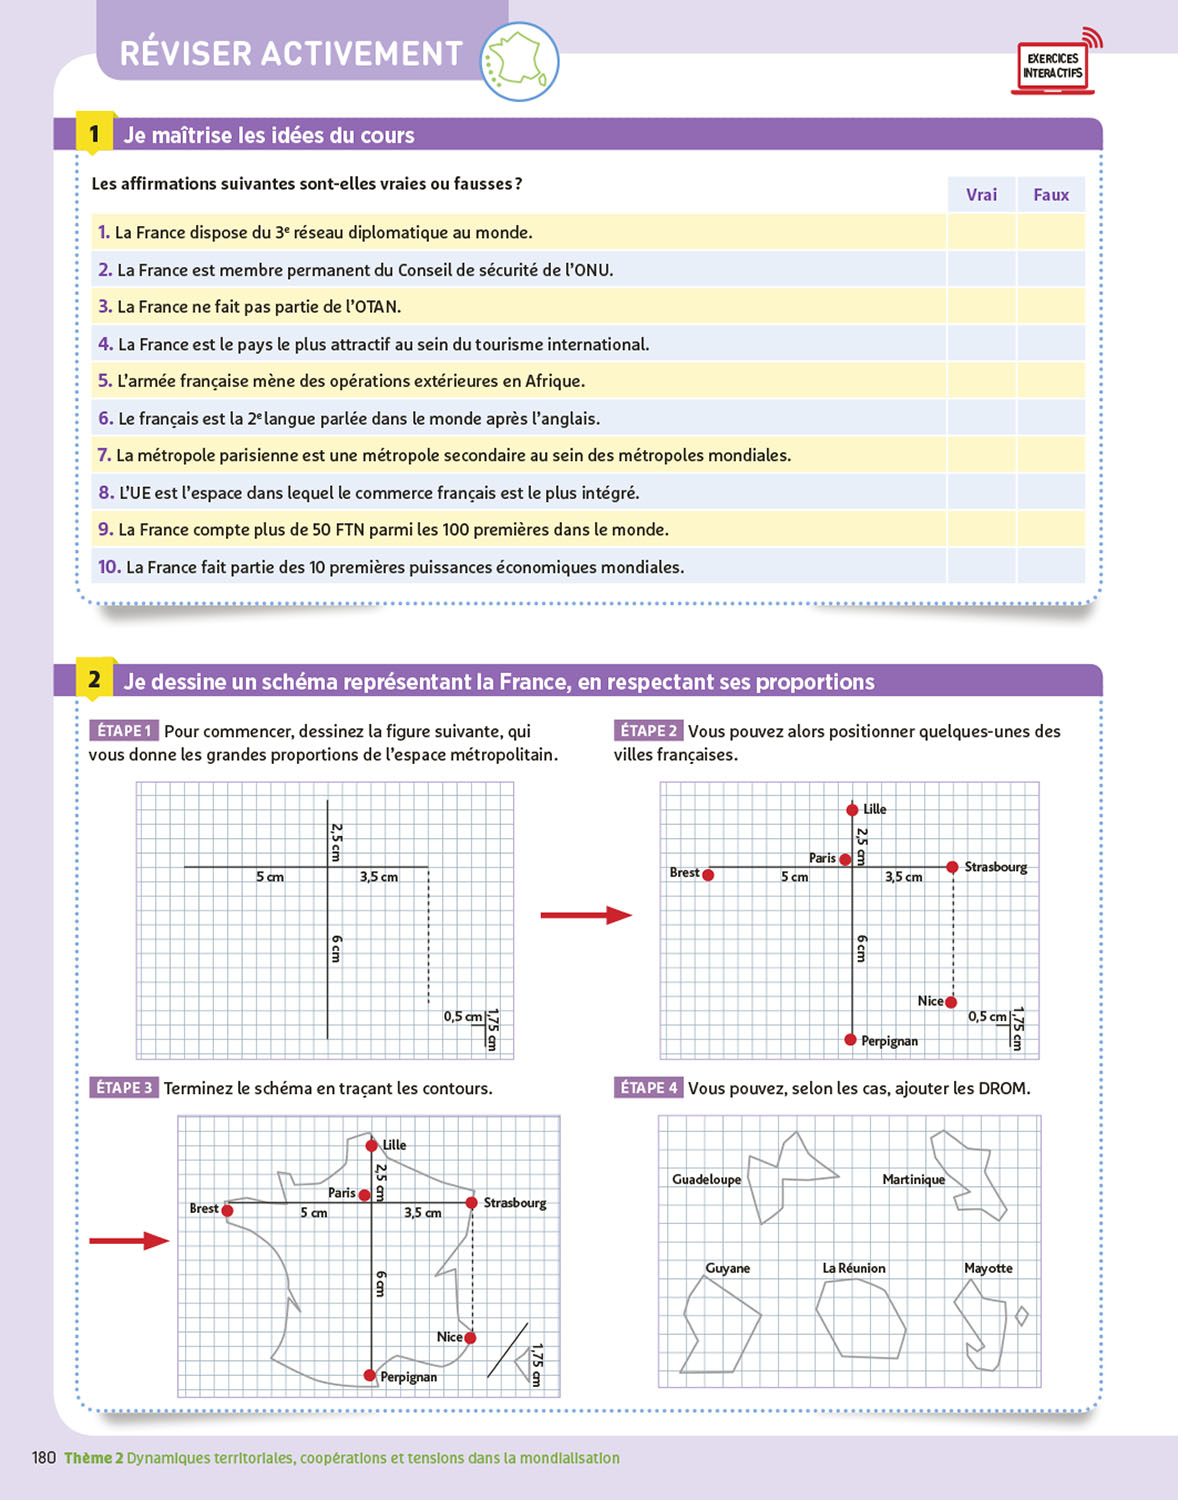 RÉVISER ACTIVEMENT
EXERCICES
INTERACTIFS
1 Je maîtrise les idées du cours
Les affirmations suivantes sont-elles vraies ou fausses ?
Vrai Faux
1. La France dispose du 3e réseau diplomatique au monde.
2. La France est membre permanent du Conseil de sécurité de l'ONU.
3. La France ne fait pas partie de l'OTAN.
4. La France est le pays le plus attractif au sein du tourisme international.
5. L'armée française mène des opérations extérieures en Afrique.
6. Le français est la 2e langue parlée dans le monde après l'anglais.
7. La métropole parisienne est une métropole secondaire au sein des métropoles mondiales.
8. L'UE est l'espace dans lequel le commerce français est le plus intégré.
9. La France compte plus de 50 FTN parmi les 100 premières dans le monde.
10. La France fait partie des 10 premières puissances économiques mondiales.
2 Je dessine un schéma représentant la France, en respectant ses proportions
ÉTAPE 1 Pour commencer, dessinez la figure suivante, qui
vous donne les grandes proportions de l'espace métropolitain.
2,5 cm
5 cm 3,5 cm
6 cm
0,5 cm 1,75 cm
ÉTAPE 2 Vous pouvez alors positionner quelques-unes des
villes françaises.
Lille
2,5 cm
Paris
Brest
Strasbourg
5 cm 3,5 cm
6 cm
Nice
0,5 cm 1,75 cm
Perpignan
ÉTAPE 3 Terminez le schéma en traçant les contours.
Lille
2,5 cm
Paris
Brest
Strasbourg
5 cm 3,5 cm
6 cm
Nice
1,75 cm
Perpignan
ÉTAPE 4 Vous pouvez, selon les cas, ajouter les DROM.
Guadeloupe Martinique
Guyane La Réunion Mayotte
180 Thème 2 Dynamiques territoriales, coopérations et tensions dans la mondialisation